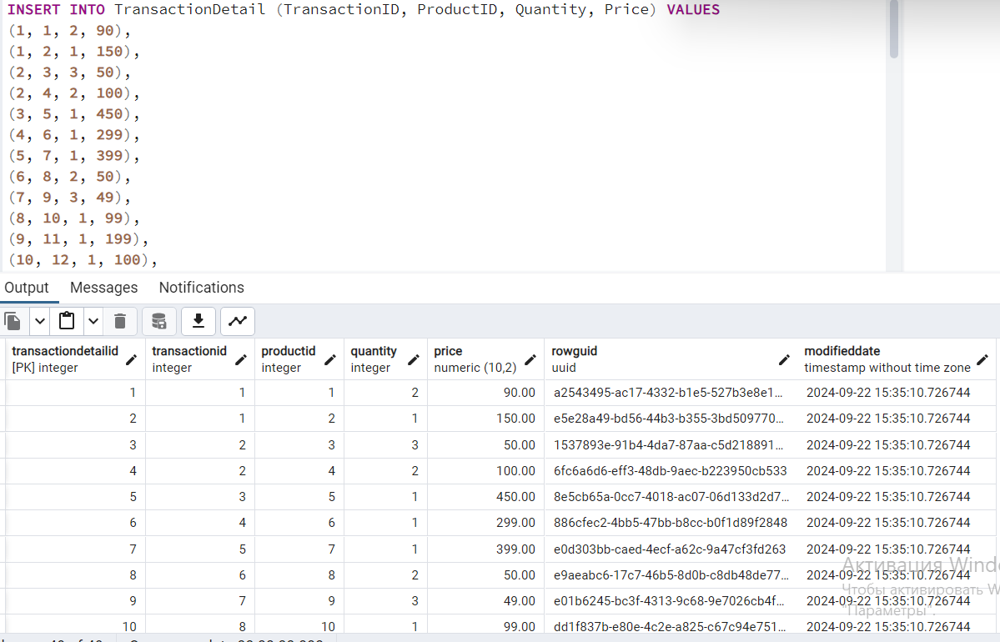 INSERT INTO TransactionDetail (TransactionID, ProductID, Quantity, Price) VALUES
(1, 1, 2, 90),
(1, 2, 1, 150),
(2, 3, 3, 50),
(2, 4, 2, 100),
(3, 5, 1, 450),
(4, 6, 1, 299),
(5, 7, 1, 399),
(6, 8, 2, 50),
(7, 9, 3, 49),
(8, 10, 1, 99),
(9, 11, 1, 199),
(10, 12, 1, 100),
Output Messages Notifications
transactiondetailid transactionid productid quantity price rowguid modifieddate
[PK] integer integer integer integer numeric (10,2) uuid timestamp without time zone
1 1 1 2 90.00 a2543495-ac17-4332-b1e5-527b3e8e1... 2024-09-22 15:35:10.726744
2 1 2 1 150.00 e5e28a49-bd56-44b3-b355-3bd509770... 2024-09-22 15:35:10.726744
3 2 3 3 50.00 1537893e-91b4-4da7-87aa-c5d218891... 2024-09-22 15:35:10.726744
4 2 4 2 100.00 6fc6a6d6-eff3-48db-9aec-b223950cb533 2024-09-22 15:35:10.726744
5 3 5 1 450.00 8e5cb65a-0cc7-4018-ac07-06d133d2d7... 2024-09-22 15:35:10.726744
6 4 6 1 299.00 886cfec2-4bb5-47bb-b8cc-b0f1d89f2848 2024-09-22 15:35:10.726744
7 5 7 1 399.00 e0d303bb-caed-4ecf-a62c-9a47cf3fd263 2024-09-22 15:35:10.726744
8 6 8 2 50.00 e9aeabc6-17c7-46b5-8d0b-c8db48de77... 2024-09-22 15:35:10.726744
9 7 9 3 49.00 e01b6245-bc3f-4313-9c68-9e7026cb4f... 2024-09-22 15:35:10.726744
10 8 10 1 99.00 dd1f837b-e80e-4c2e-a825-c67c94e751... 2024-09-22 15:35:10.726744
Активация Windo
Чтобы активировать W
"Параметры".